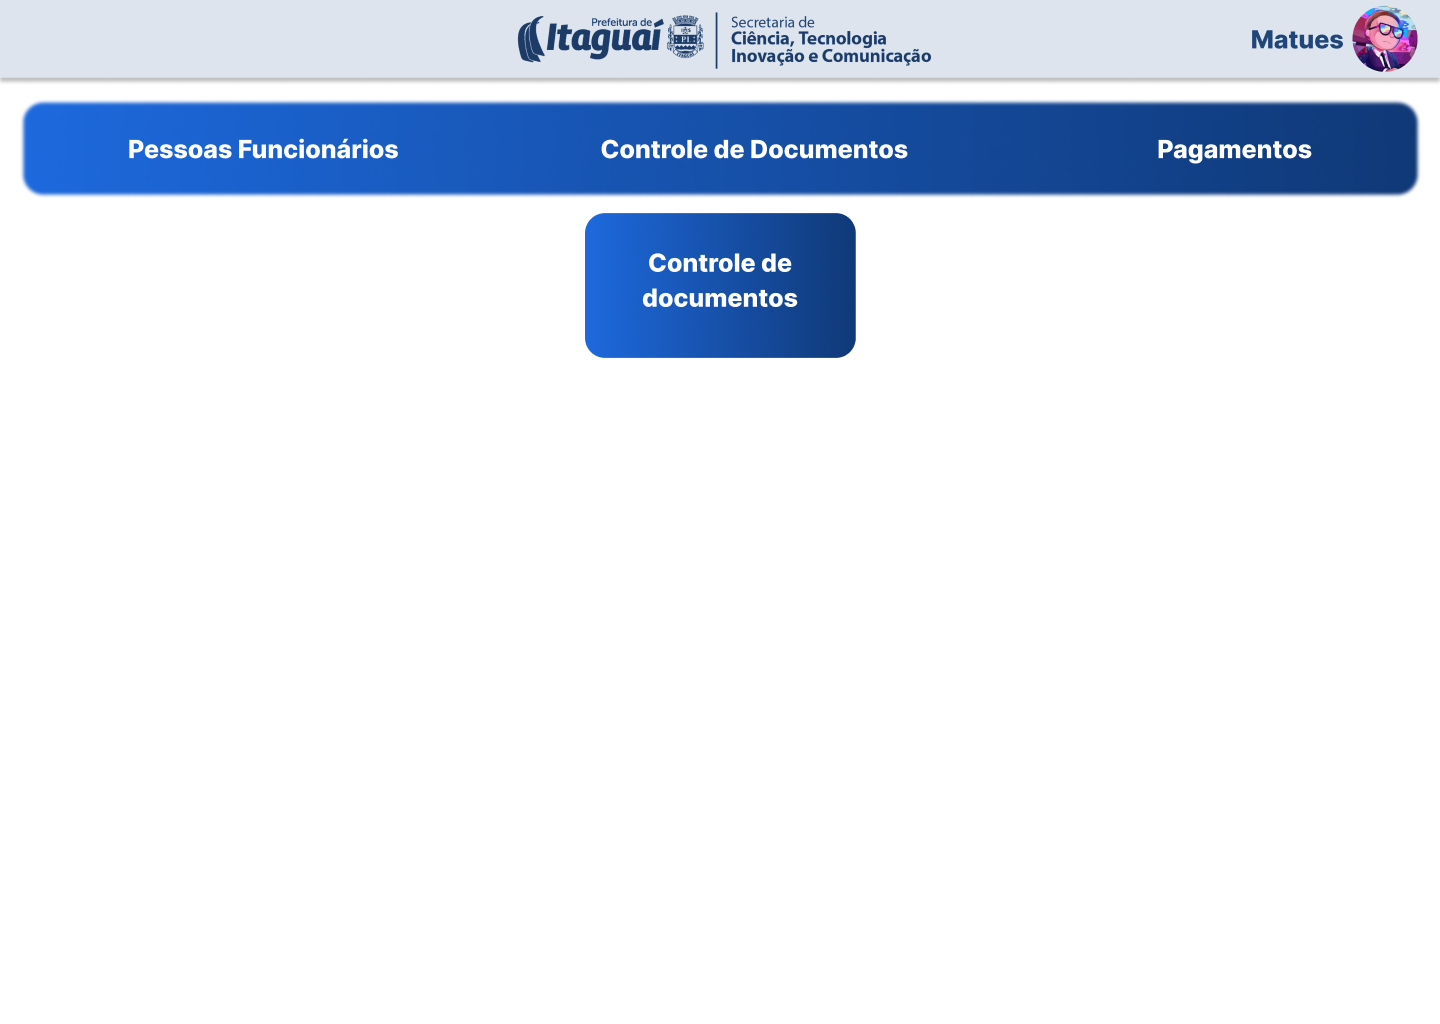 Prefeitura de
Itaguaí
Secretaria de
Ciência, Tecnologia
Inovação e Comunicação
Matues
Pessoas Funcionários
Controle de Documentos
Pagamentos
Controle de
documentos